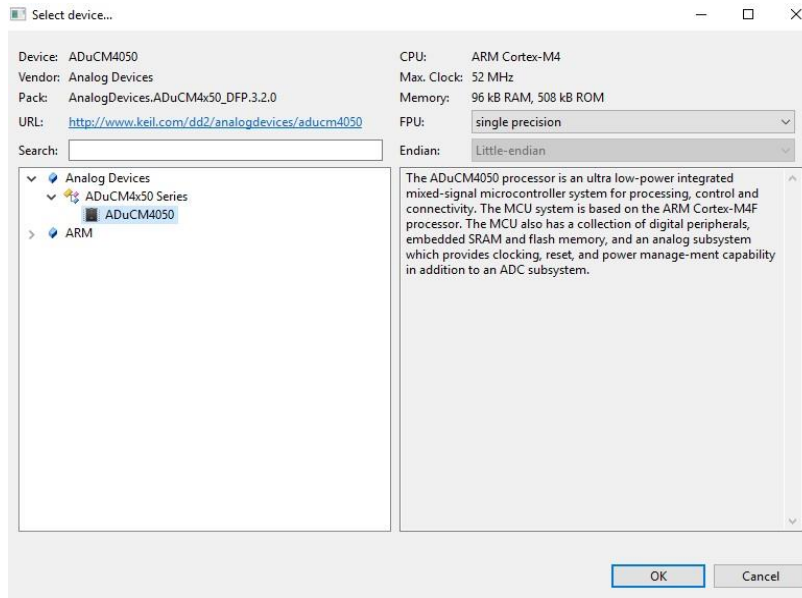 Select device...
Device: ADuCM4050
Vendor: Analog Devices
Pack: AnalogDevices.ADuCM4x50_DFP.3.2.0
URL: http://www.keil.com/dd2/analogdevices/aducm4050
Search:
CPU: ARM Cortex-M4
Max. Clock: 52 MHz
Memory: 96 kB RAM, 508 kB ROM
FPU: single precision
Endian: Little-endian
Analog Devices
ADuCM4x50 Series
ADuCM4050
ARM
The ADuCM4050 processor is an ultra low-power integrated
mixed-signal microcontroller system for processing, control and
connectivity. The MCU system is based on the ARM Cortex-M4F
processor. The MCU also has a collection of digital peripherals,
embedded SRAM and flash memory, and an analog subsystem
which provides clocking, reset, and power manage-ment capability
in addition to an ADC subsystem.
OK
Cancel